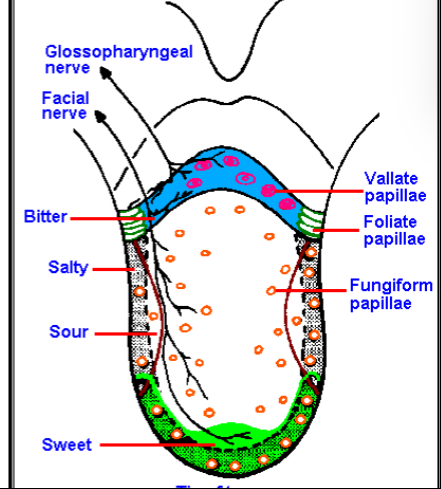 Glossopharyngeal
nerve
Facial
nerve
Bitter
Salty
Sour
Sweet
Vallate
papillae
Foliate
papillae
Fungiform
papillae